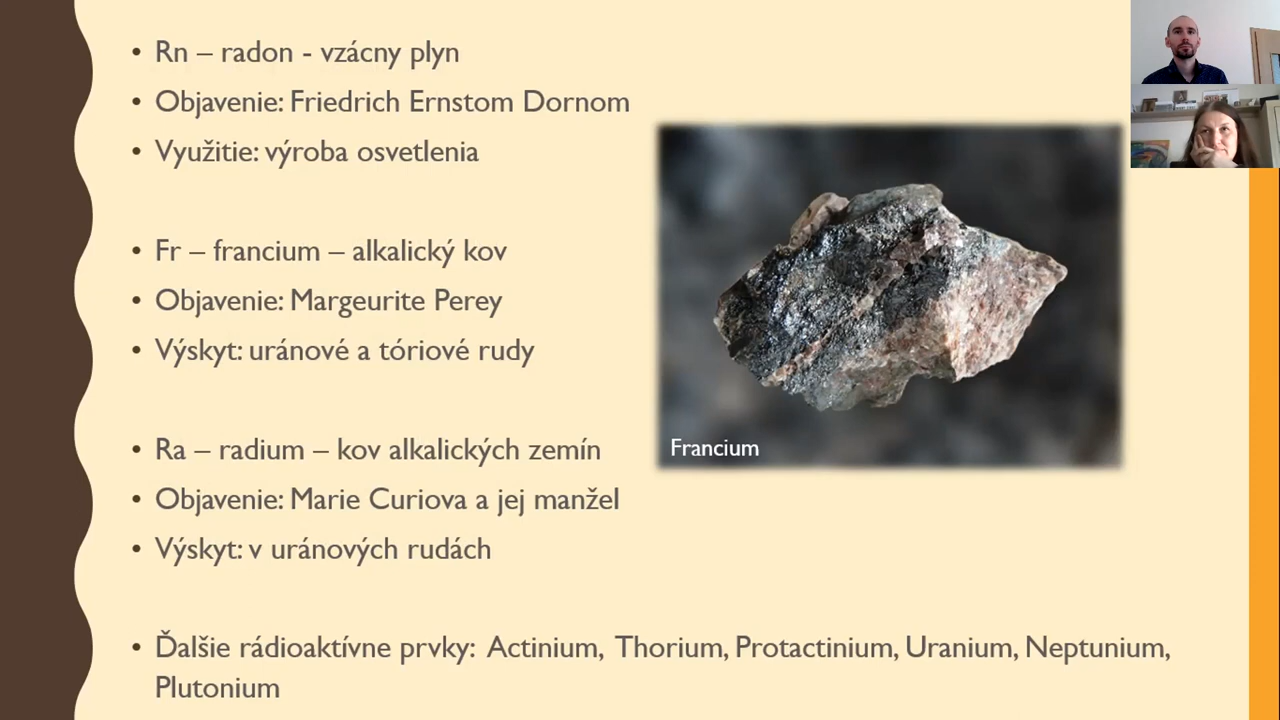 • Rn – radon - vzácny plyn
• Objavenie: Friedrich Ernstom Dornom
• Využitie: výroba osvetlenia
• Fr – francium – alkalický kov
• Objavenie: Margeurite Perey
• Výskyt: uránové a tóriové rudy
Francium
• Ra – radium – kov alkalických zemín
• Objavenie: Marie Curiova a jej manžel
• Výskyt: v uránových rudách
• Ďalšie rádioaktívne prvky: Actinium, Thorium, Protactinium, Uranium, Neptunium,
Plutonium